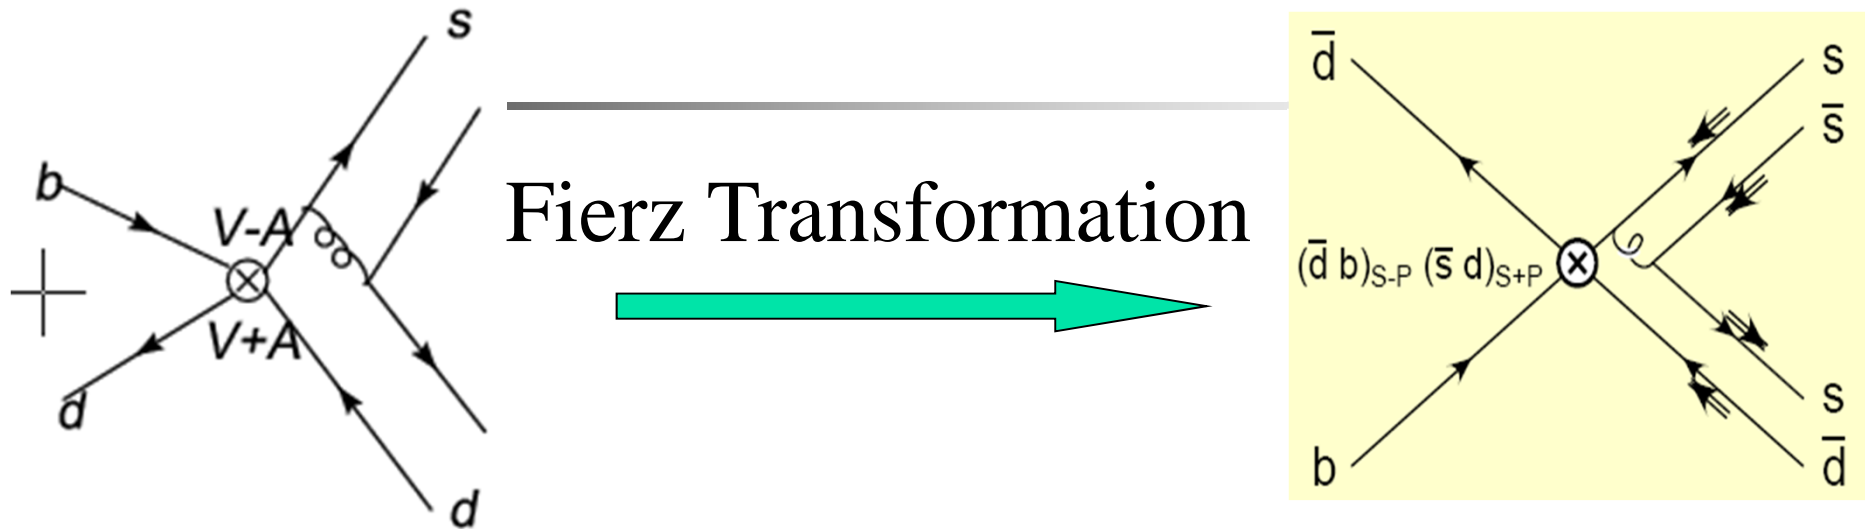 s
b
V-A
V+A
d
d
Fierz Transformation
d̅
s
s̅
(d̅ b)S-P (s̅ d)S+P
s
b
d̅